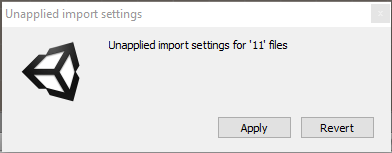 Unapplied import settings
Unapplied import settings for '11' files
Apply
Revert